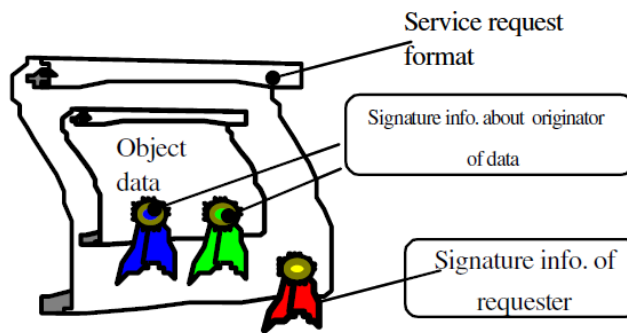 Service request
format
Signature info. about originator
of data
Object
data
Signature info. of
requester